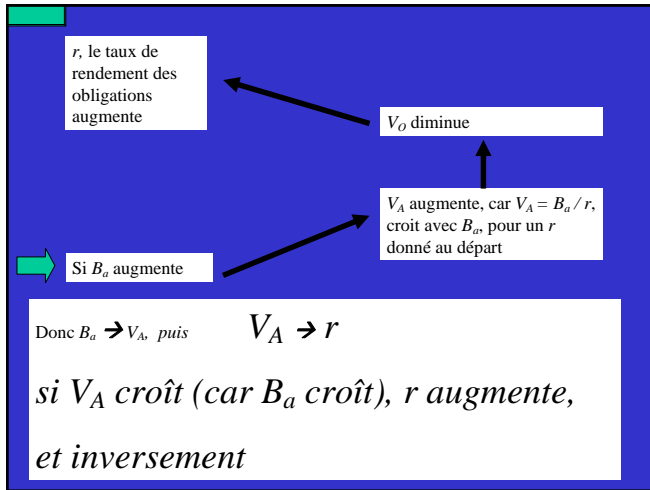 r, le taux de
rendement des
obligations
augmente
V_O diminue
V_A augmente, car V_A = B_a / r,
croit avec B_a, pour un r
donné au départ
Si B_a augmente
Donc B_a → V_A, puis V_A → r
si V_A croît (car B_a croît), r augmente,
et inversement